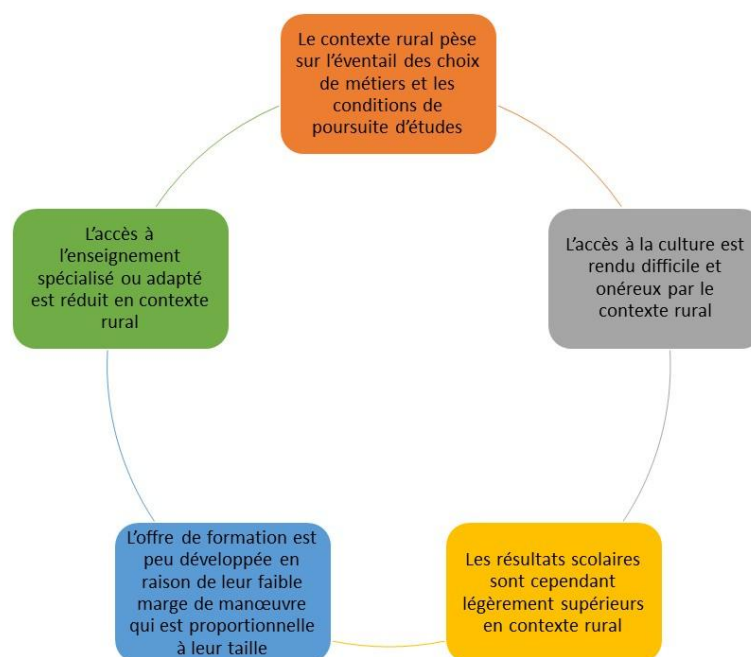 Le contexte rural pèse
sur l'éventail des choix
de métiers et les
conditions de
poursuite d'études
L'accès à
l'enseignement
spécialisé ou adapté
est réduit en contexte
rural
L'accès à la culture est
rendu difficile et
onéreux par le
contexte rural
L'offre de formation est
peu développée en
raison de leur faible
marge de manœuvre
qui est proportionnelle
à leur taille
Les résultats scolaires
sont cependant
légèrement supérieurs
en contexte rural